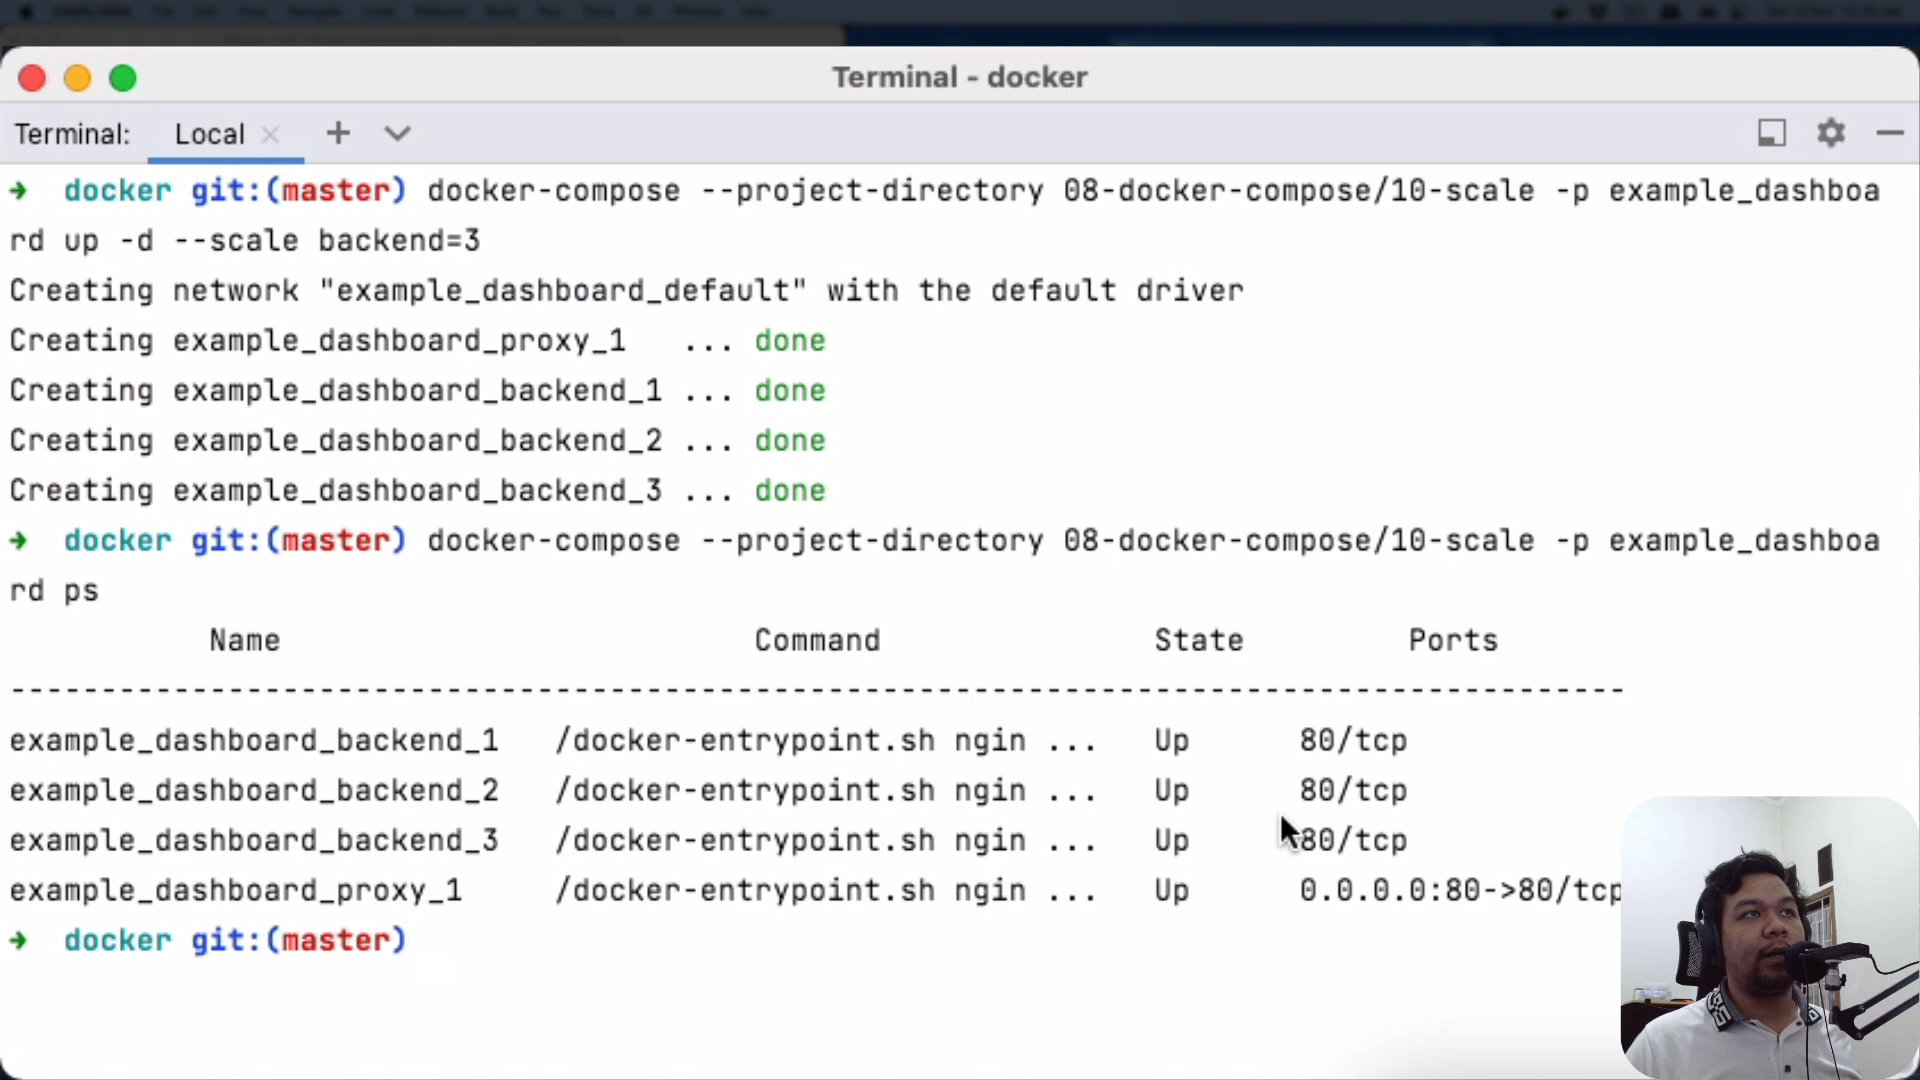 Terminal - docker
Terminal: Local
➜ docker git:(master) docker-compose --project-directory 08-docker-compose/10-scale -p example_dashboa
rd up -d --scale backend=3
Creating network "example_dashboard_default" with the default driver
Creating example_dashboard_proxy_1 ... done
Creating example_dashboard_backend_1 ... done
Creating example_dashboard_backend_2 ... done
Creating example_dashboard_backend_3 ... done
➜ docker git:(master) docker-compose --project-directory 08-docker-compose/10-scale -p example_dashboa
rd ps
Name Command State Ports
------------------------------------------------------------------------------------------
example_dashboard_backend_1 /docker-entrypoint.sh ngin ... Up 80/tcp
example_dashboard_backend_2 /docker-entrypoint.sh ngin ... Up 80/tcp
example_dashboard_backend_3 /docker-entrypoint.sh ngin ... Up 80/tcp
example_dashboard_proxy_1 /docker-entrypoint.sh ngin ... Up 0.0.0.0:80->80/tcp
➜ docker git:(master)